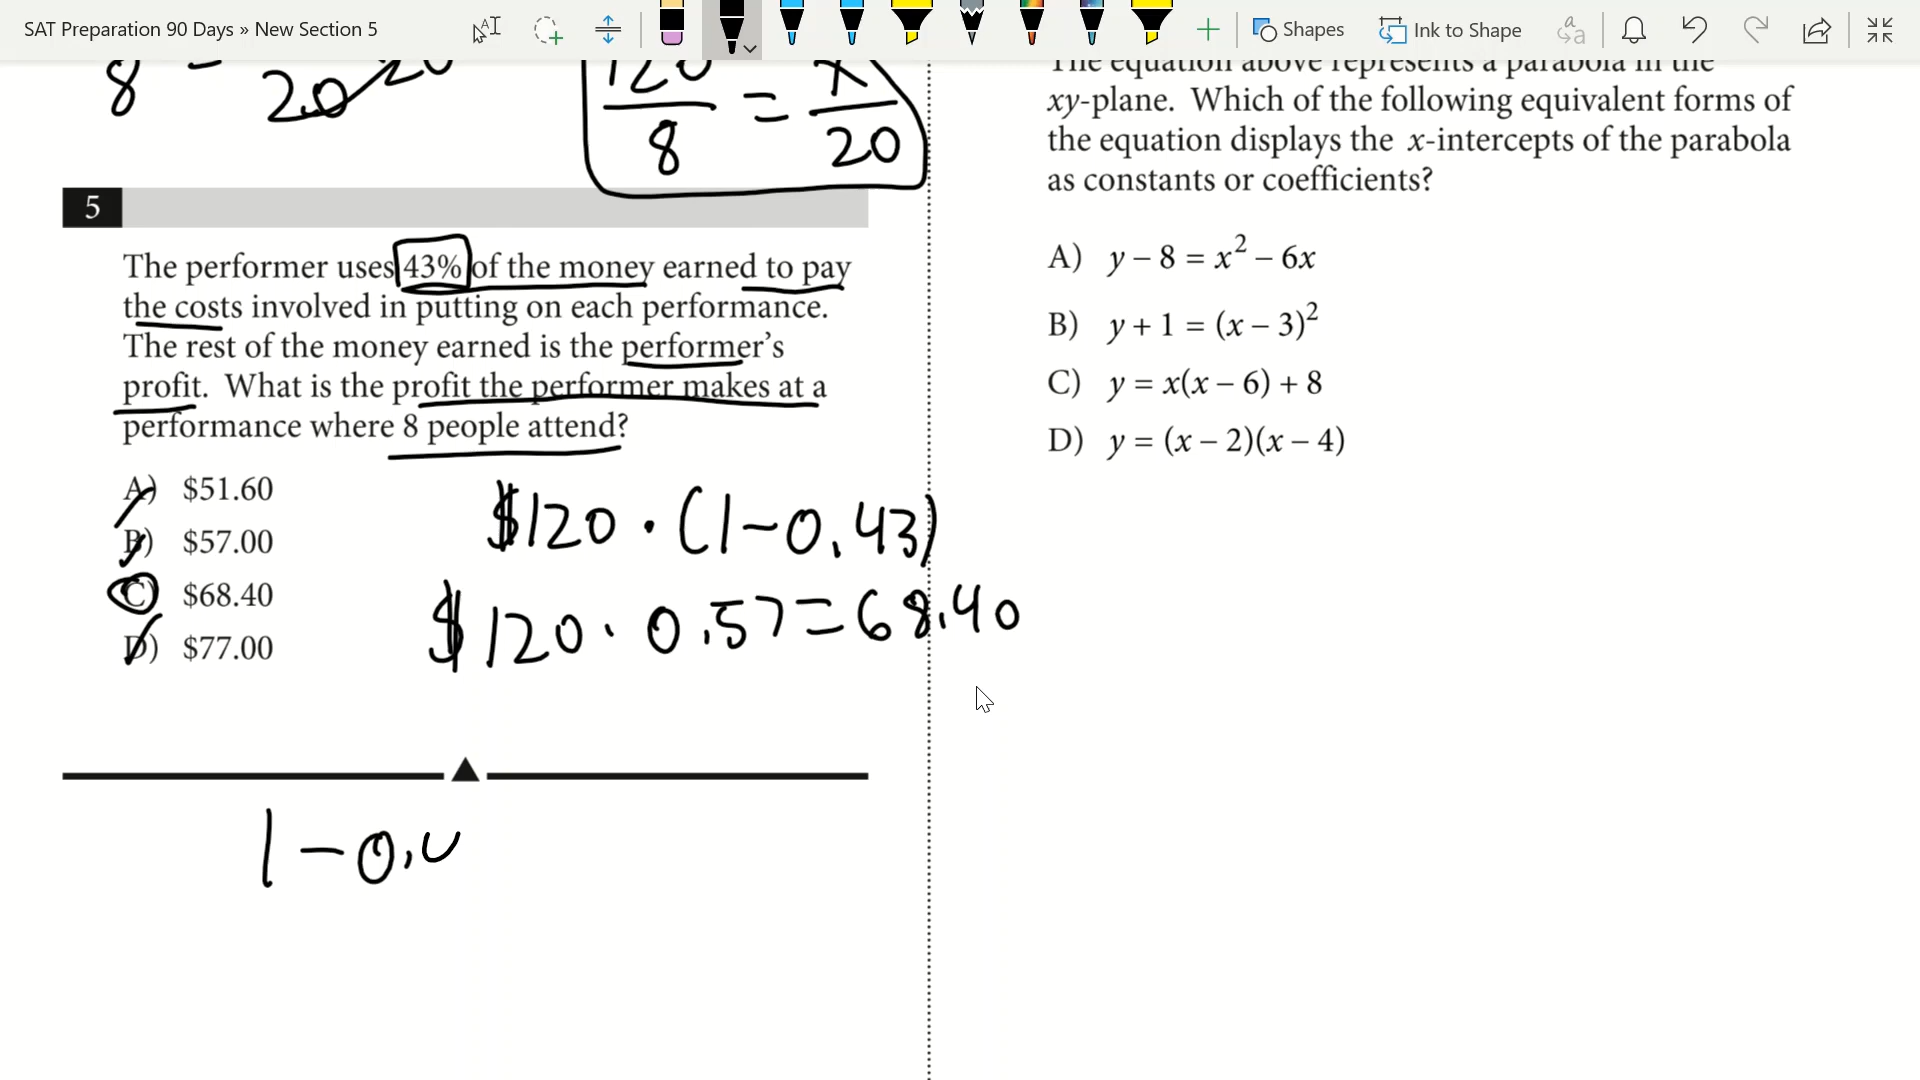 SAT Preparation 90 Days » New Section 5
Shapes
Ink to Shape
8 = 20 20
120/8 = x/20
5
The performer uses 43% of the money earned to pay
the costs involved in putting on each performance.
The rest of the money earned is the performer's
profit. What is the profit the performer makes at a
performance where 8 people attend?
A) $51.60
B) $57.00
C) $68.40
D) $77.00
$120 · (1-0.43)
$120 · 0.57=68.40
1-0.
The equation above represents a parabola in the
xy-plane. Which of the following equivalent forms of
the equation displays the x-intercepts of the parabola
as constants or coefficients?
A) y – 8 = x² – 6x
B) y + 1 = (x – 3)²
C) y = x(x – 6) + 8
D) y = (x – 2)(x – 4)